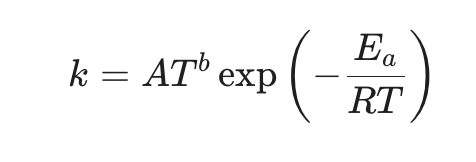 k = AT^b exp(-E_a/RT)